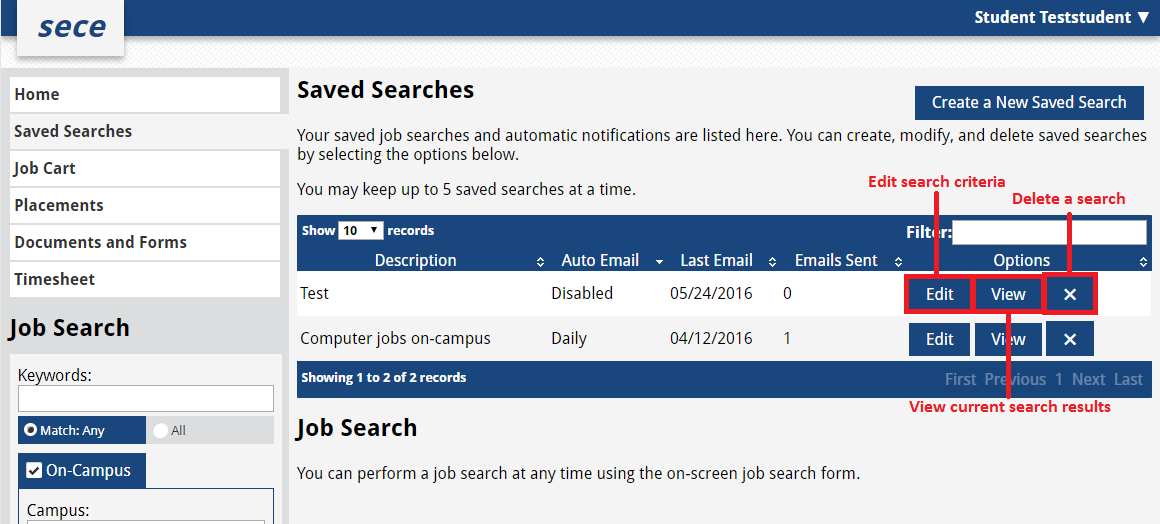 sece
Student Teststudent ▼
Home
Saved Searches
Job Cart
Placements
Documents and Forms
Timesheet
Job Search
Keywords:
Match: Any All
On-Campus
Campus:
Saved Searches
Create a New Saved Search
Your saved job searches and automatic notifications are listed here. You can create, modify, and delete saved searches
by selecting the options below.
You may keep up to 5 saved searches at a time.
Edit search criteria
Delete a search
Show 10 records Filter:
Description Auto Email Last Email Emails Sent Options
Test Disabled 05/24/2016 0 Edit View ✕
Computer jobs on-campus Daily 04/12/2016 1 Edit View ✕
Showing 1 to 2 of 2 records First Previous 1 Next Last
View current search results
Job Search
You can perform a job search at any time using the on-screen job search form.